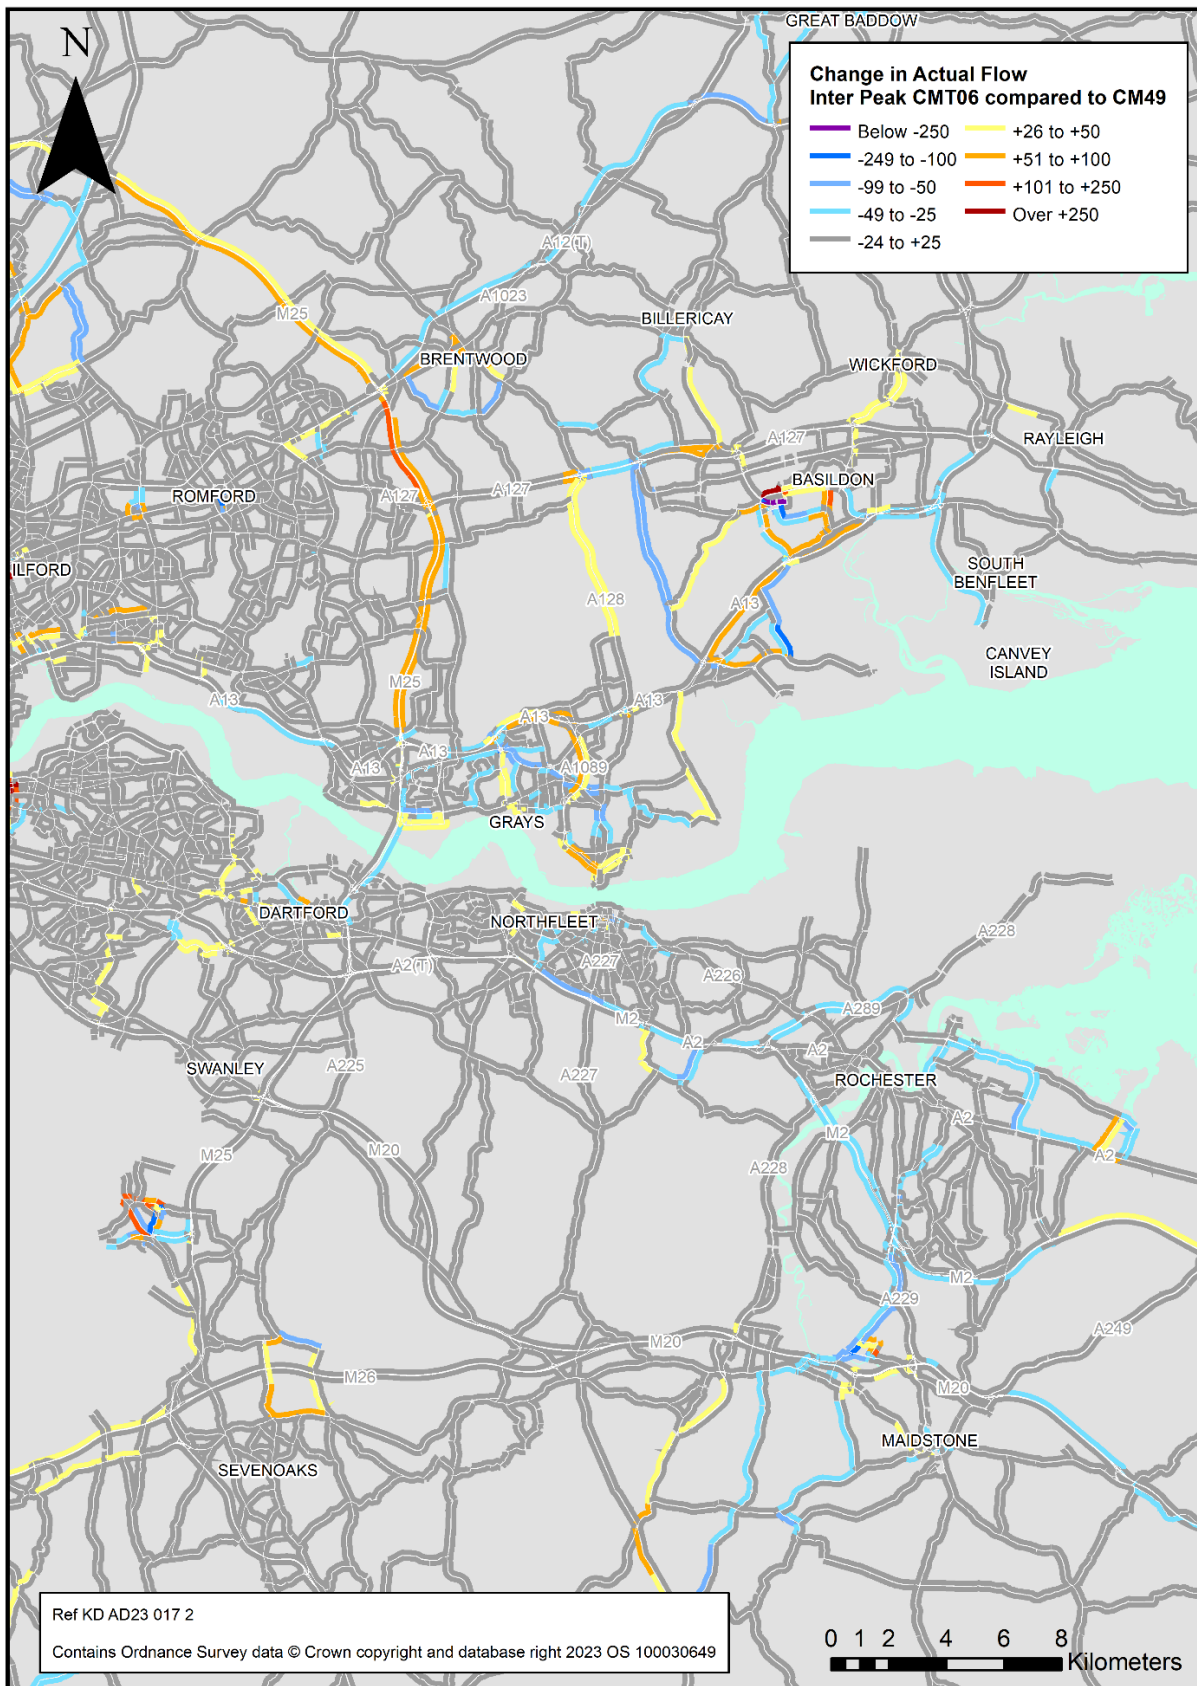 GREAT BADDOW
N
Change in Actual Flow
Inter Peak CMT06 compared to CM49
Below -250
+26 to +50
-249 to -100
+51 to +100
-99 to -50
+101 to +250
-49 to -25
Over +250
-24 to +25
A12(T)
A1023
M25
BILLERICAY
BRENTWOOD
WICKFORD
A127
RAYLEIGH
BASILDON
A127
A127
ROMFORD
ILFORD
SOUTH
BENFLEET
A128
A13
CANVEY
ISLAND
M25
A13
A13
A13
A13
A13
A1089
GRAYS
DARTFORD
NORTHFLEET
A228
A227
A2(T)
A226
A289
M2
A2
A2
SWANLEY
A225
A227
ROCHESTER
A2
M2
M20
M25
A228
A2
M2
A229
A249
M20
M26
M20
MAIDSTONE
SEVENOAKS
Ref KD AD23 017 2
Contains Ordnance Survey data © Crown copyright and database right 2023 OS 100030649
0 1 2 4 6 8
Kilometers